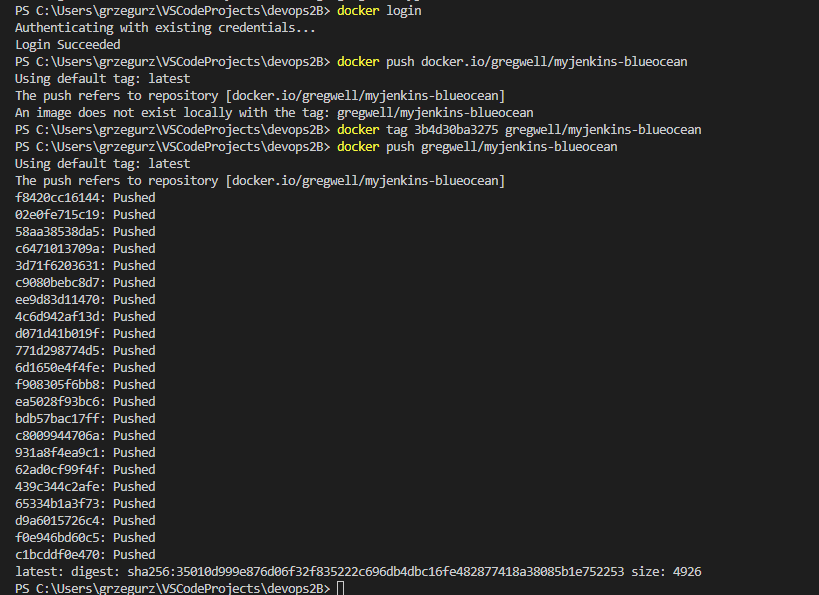 PS C:\Users\grzegurz\VSCodeProjects\devops2B> docker login
Authenticating with existing credentials...
Login Succeeded
PS C:\Users\grzegurz\VSCodeProjects\devops2B> docker push docker.io/gregwell/myjenkins-blueocean
Using default tag: latest
The push refers to repository [docker.io/gregwell/myjenkins-blueocean]
An image does not exist locally with the tag: gregwell/myjenkins-blueocean
PS C:\Users\grzegurz\VSCodeProjects\devops2B> docker tag 3b4d30ba3275 gregwell/myjenkins-blueocean
PS C:\Users\grzegurz\VSCodeProjects\devops2B> docker push gregwell/myjenkins-blueocean
Using default tag: latest
The push refers to repository [docker.io/gregwell/myjenkins-blueocean]
f8420cc16144: Pushed
02e0fe715c19: Pushed
58aa38538da5: Pushed
c6471013709a: Pushed
3d71f6203631: Pushed
c9080bebc8d7: Pushed
ee9d83d11470: Pushed
4c6d942af13d: Pushed
d071d41b019f: Pushed
771d298774d5: Pushed
6d1650e4f4fe: Pushed
f908305f6bb8: Pushed
ea5028f93bc6: Pushed
bdb57bac17ff: Pushed
c8009944706a: Pushed
931a8f4ea9c1: Pushed
62ad0cf99f4f: Pushed
439c344c2afe: Pushed
65334b1a3f73: Pushed
d9a6015726c4: Pushed
f0e946bd60c5: Pushed
c1bcddf0e470: Pushed
latest: digest: sha256:35010d999e876d06f32f835222c696db4dbc16fe482877418a38085b1e752253 size: 4926
PS C:\Users\grzegurz\VSCodeProjects\devops2B>